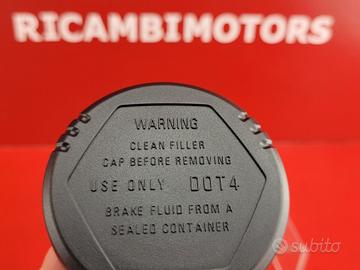 RICAMBIMOTORS
WARNING
CLEAN FILLER
CAP BEFORE REMOVING
USE ONLY DOT4
BRAKE FLUID FROM A
SEALED CONTAINER
subito